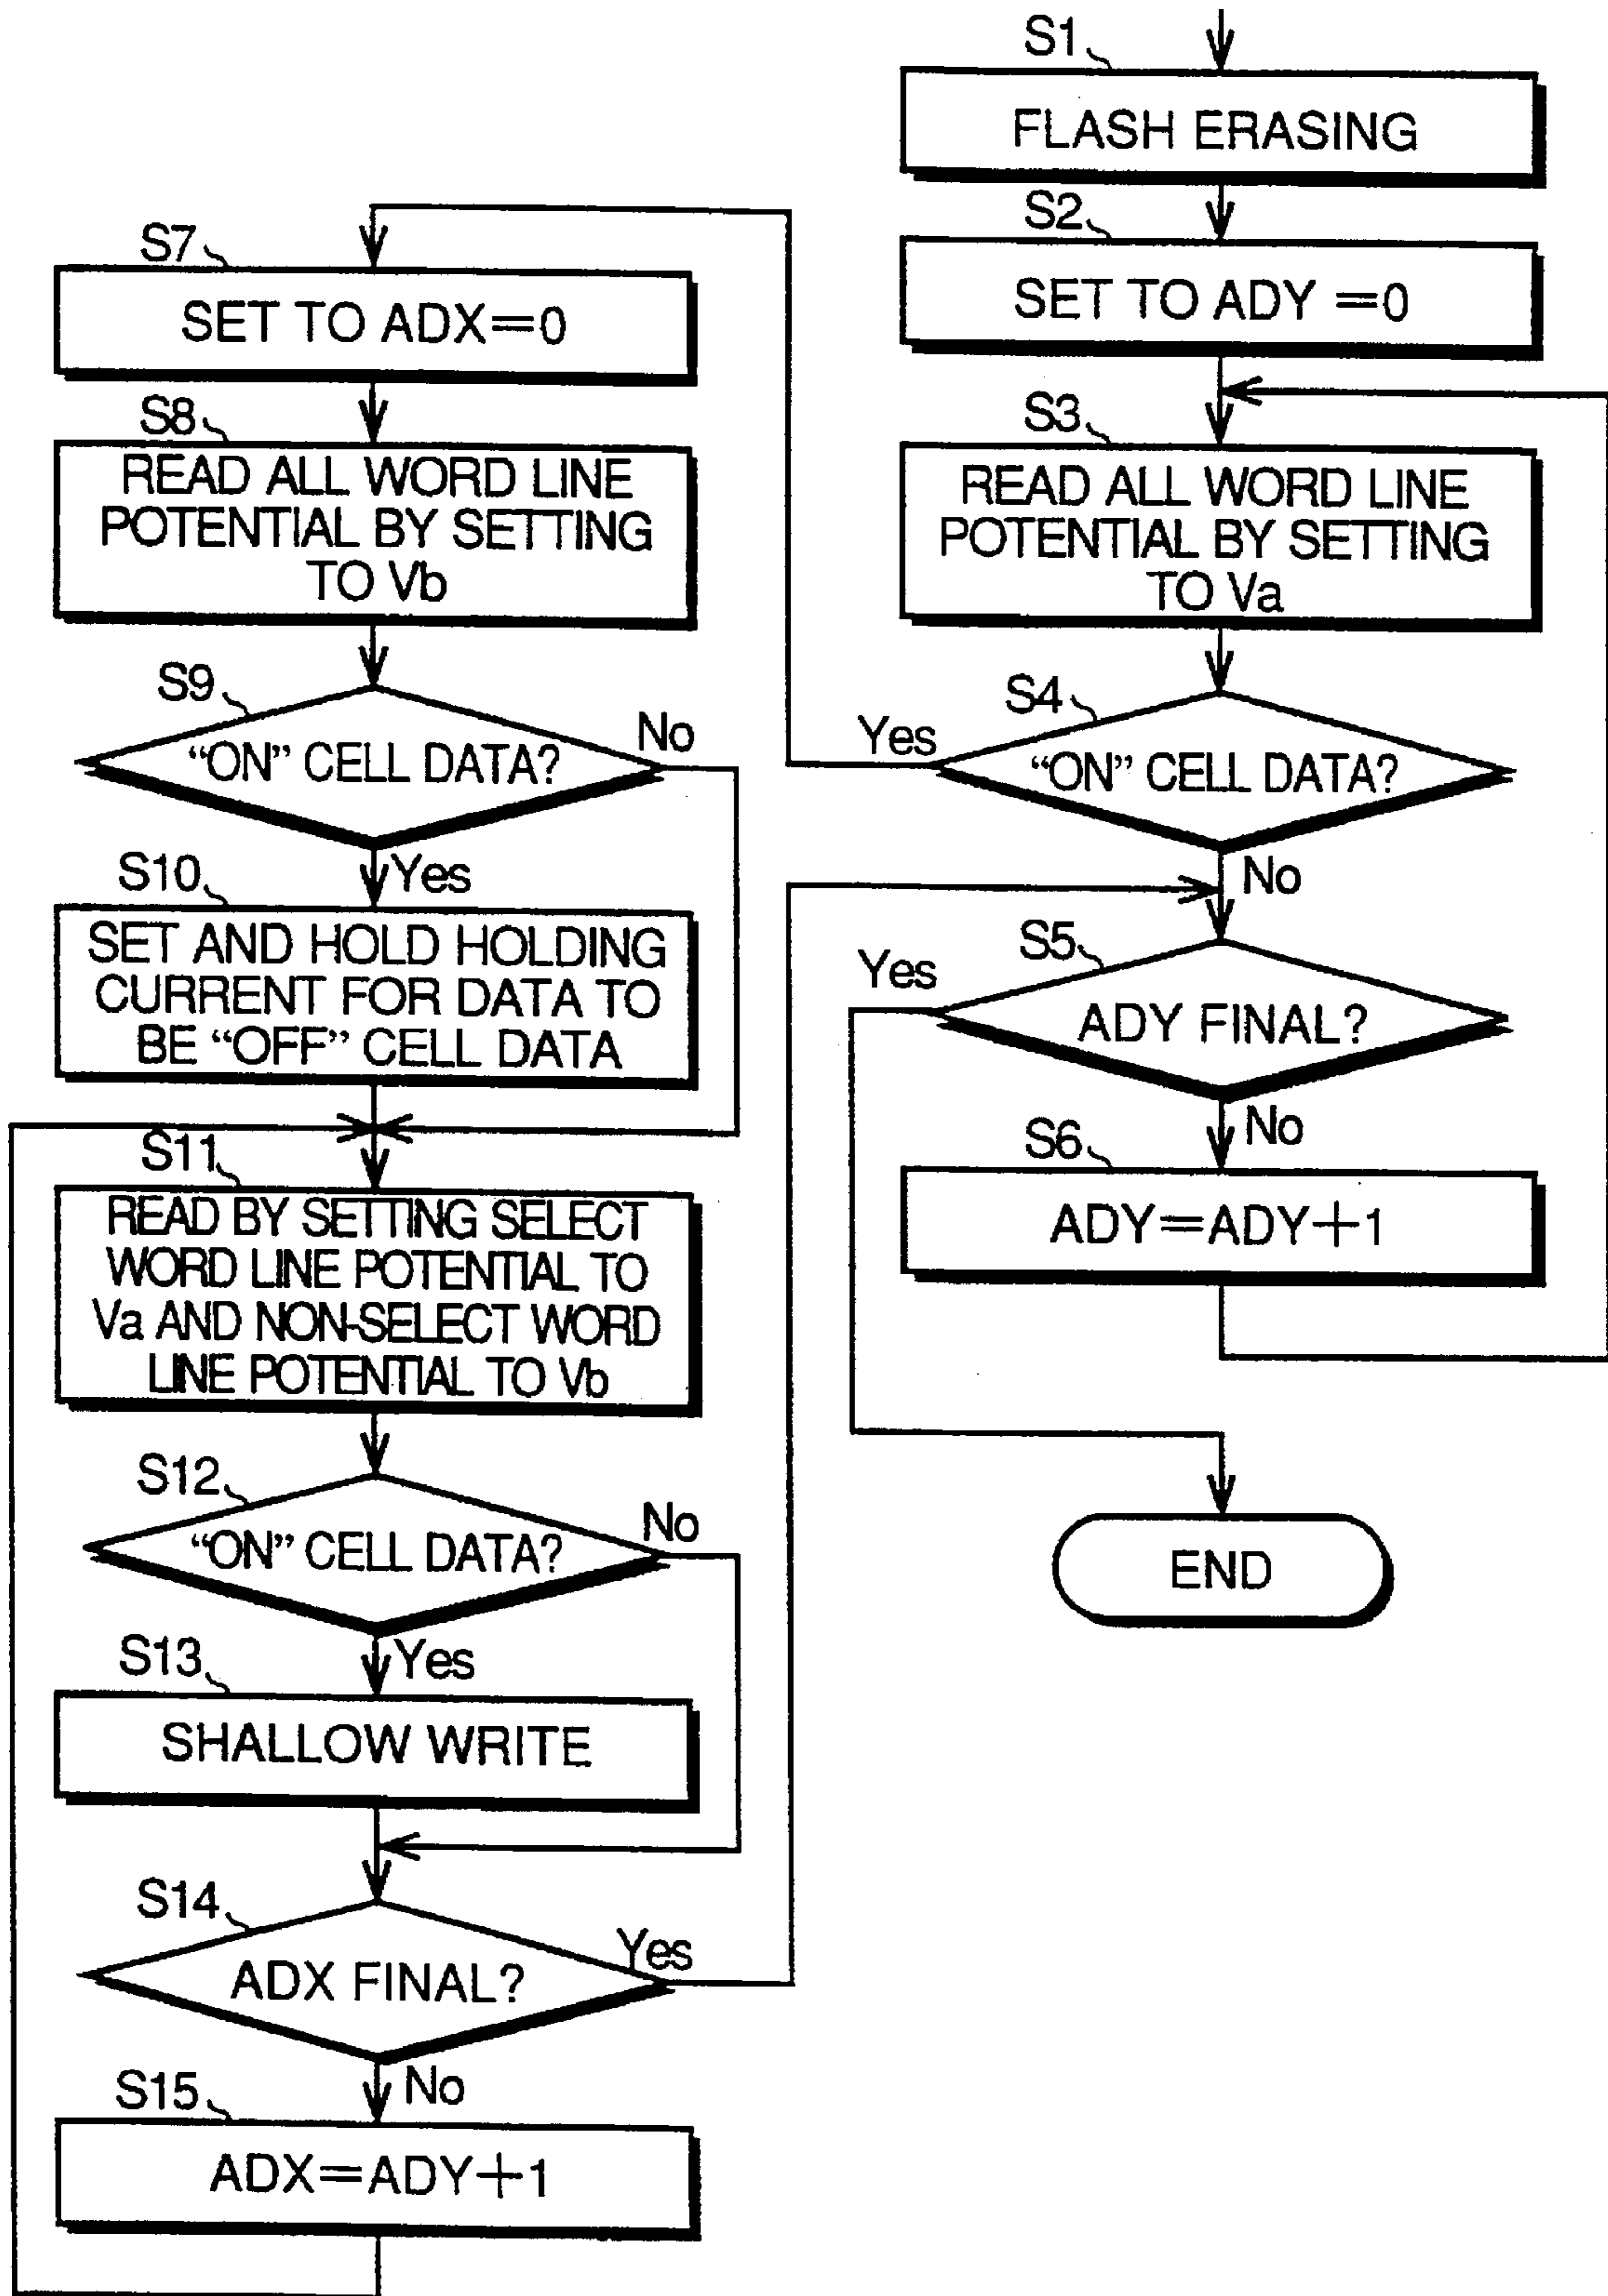 S1
FLASH ERASING
S2
SET TO ADY =0
S3
READ ALL WORD LINE
POTENTIAL BY SETTING
TO Va
S4
"ON" CELL DATA?
Yes
No
S5
ADY FINAL?
Yes
No
S6
ADY=ADY+1
END
S7
SET TO ADX=0
S8
READ ALL WORD LINE
POTENTIAL BY SETTING
TO Vb
S9
"ON" CELL DATA?
No
Yes
S10
SET AND HOLD HOLDING
CURRENT FOR DATA TO
BE "OFF" CELL DATA
S11
READ BY SETTING SELECT
WORD LINE POTENTIAL TO
Va AND NON-SELECT WORD
LINE POTENTIAL TO Vb
S12
"ON" CELL DATA?
No
Yes
S13
SHALLOW WRITE
S14
ADX FINAL?
Yes
No
S15
ADX=ADY+1